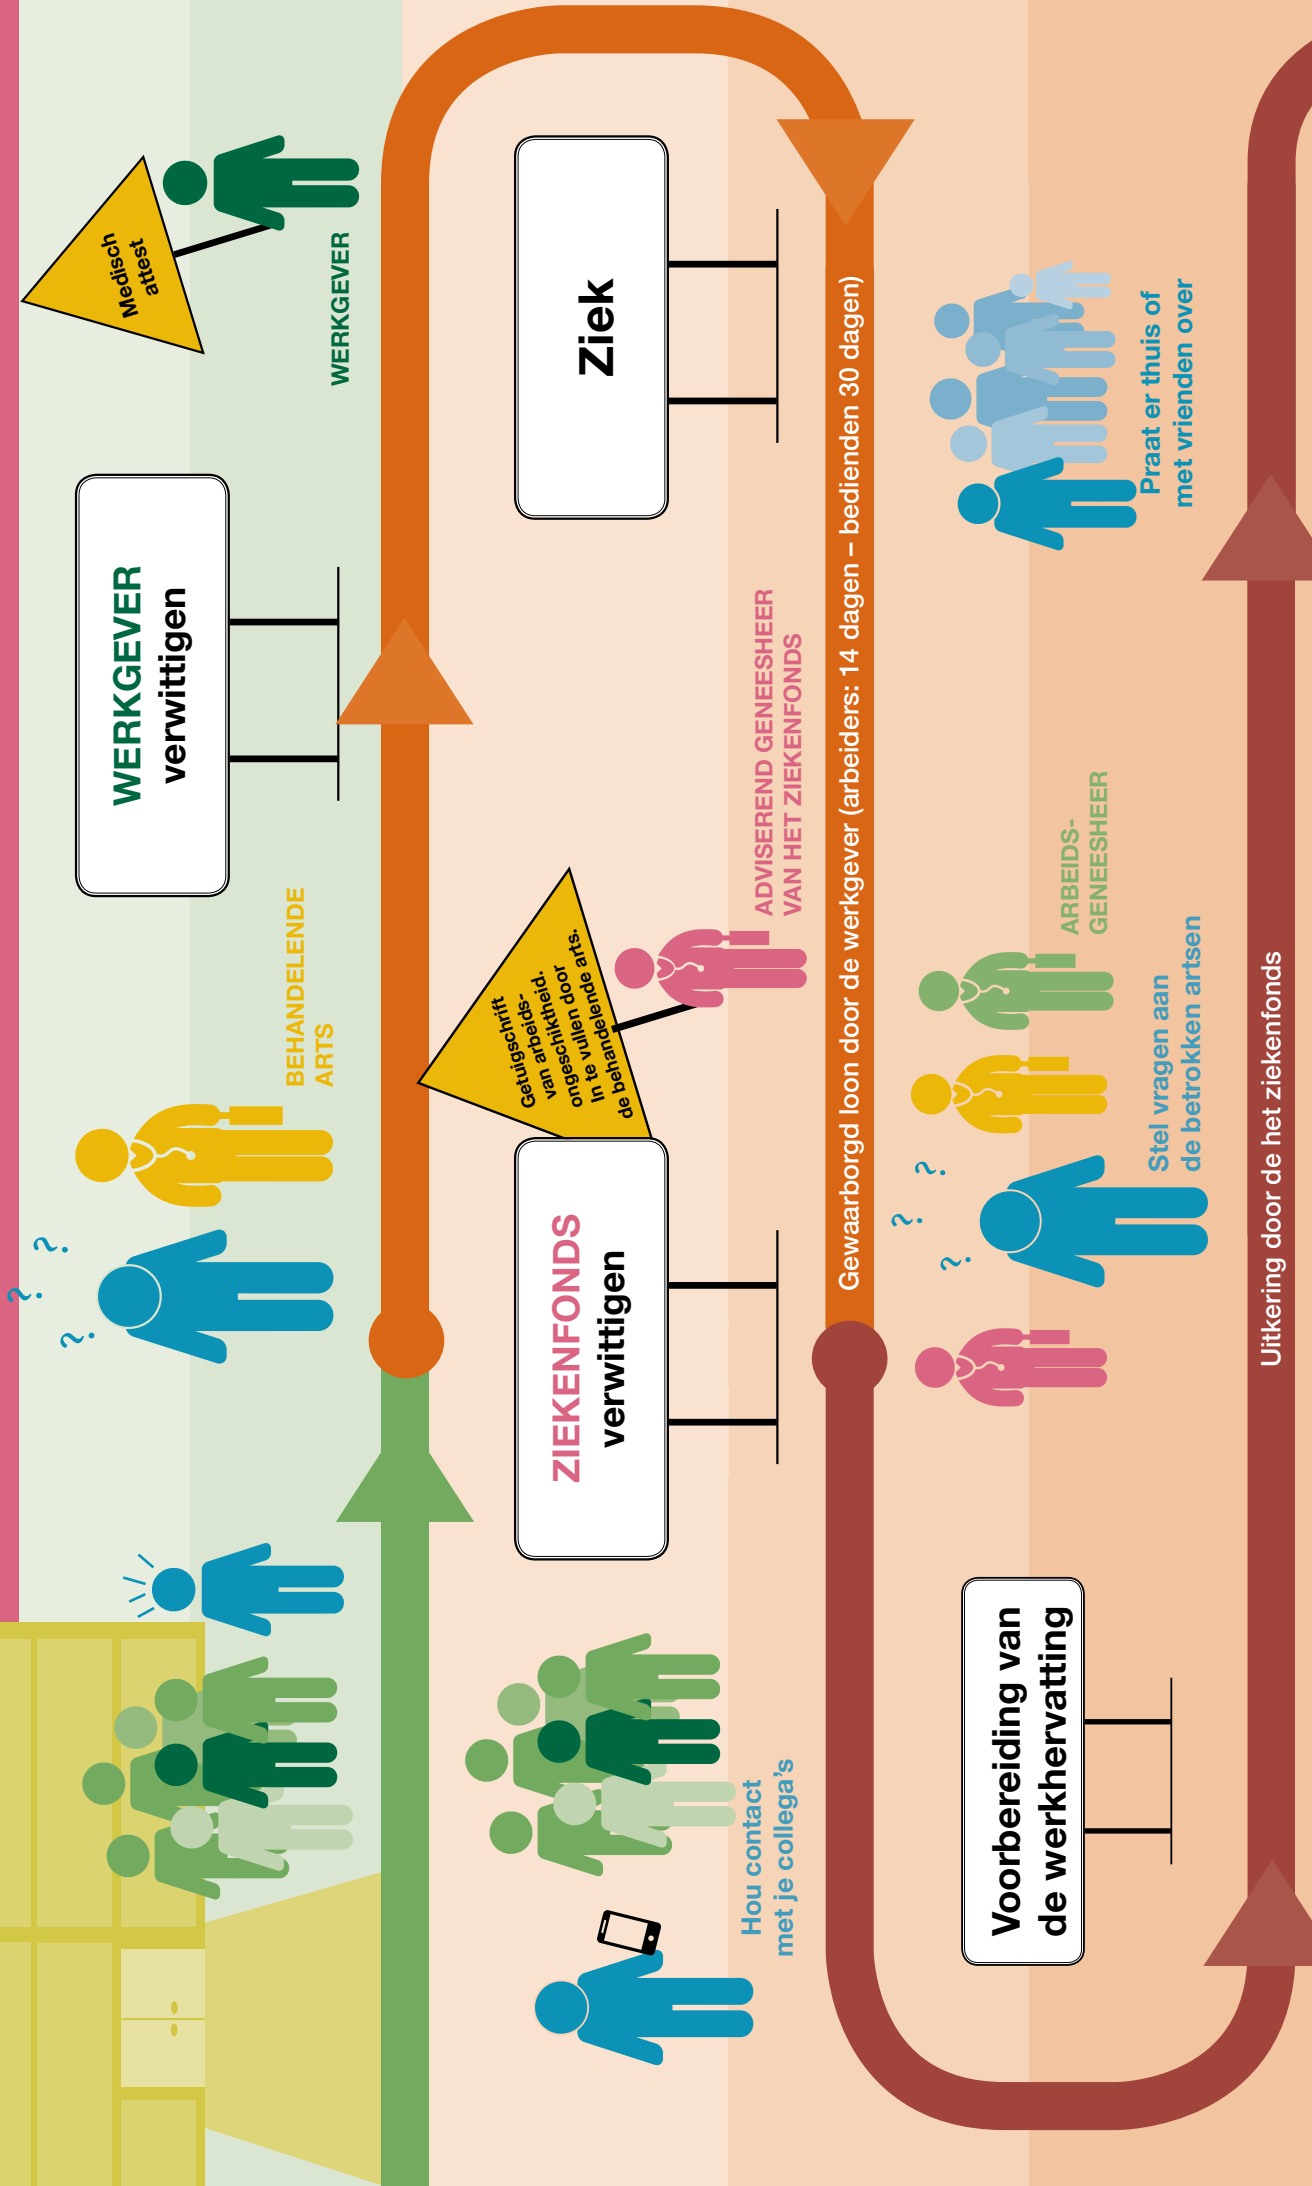 BEHANDELENDE
ARTS
WERKGEVER
verwittigen
Medisch
attest
WERKGEVER
Hou contact
met je collega’s
ZIEKENFONDS
verwittigen
Getuigschrift
van arbeids-
ongeschiktheid.
In te vullen door
de behandelende arts.
ADVISEREND GENEESHEER
VAN HET ZIEKENFONDS
Ziek
Gewaarborgd loon door de werkgever (arbeiders: 14 dagen – bedienden 30 dagen)
Voorbereiding van
de werkhervatting
Stel vragen aan
de betrokken artsen
ARBEIDS-
GENEESHEER
Praat er thuis of
met vrienden over
Uitkering door de het ziekenfonds